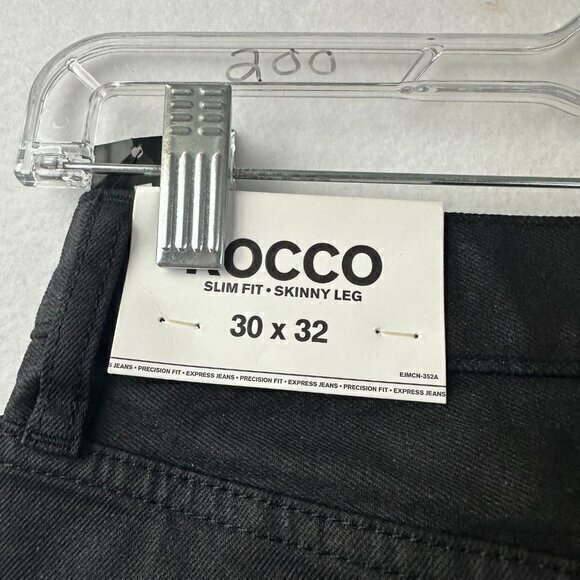 200
ROCCO
SLIM FIT • SKINNY LEG
30 x 32
EJMCN-352A
S JEANS • PRECISION FIT • EXPRESS JEANS • PRECISION FIT • EXPRESS JEANS • PRECISION FIT • EXPRESS JEANS